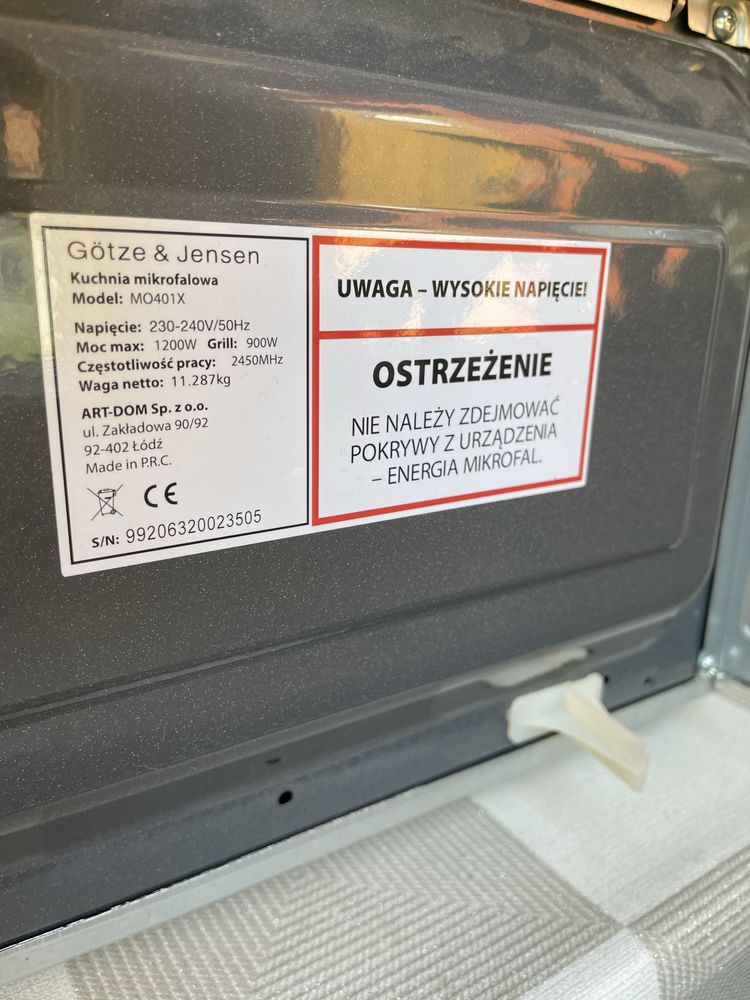 Götze & Jensen
Kuchnia mikrofalowa
Model: MO401X
Napięcie: 230-240V/50Hz
Moc max: 1200W Grill: 900W
Częstotliwość pracy: 2450MHz
Waga netto: 11.287kg
ART-DOM Sp. z o.o.
ul. Zakładowa 90/92
92-402 Łódź
Made in P.R.C.
CE
S/N: 99206320023505
UWAGA – WYSOKIE NAPIĘCIE!
OSTRZEŻENIE
NIE NALEŻY ZDEJMOWAĆ
POKRYWY Z URZĄDZENIA
– ENERGIA MIKROFAL.